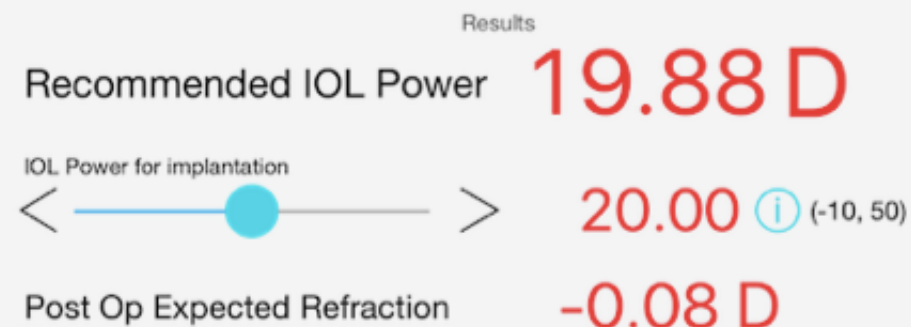 Results
Recommended IOL Power 19.88 D
IOL Power for implantation
< > 20.00 i (-10, 50)
Post Op Expected Refraction -0.08 D